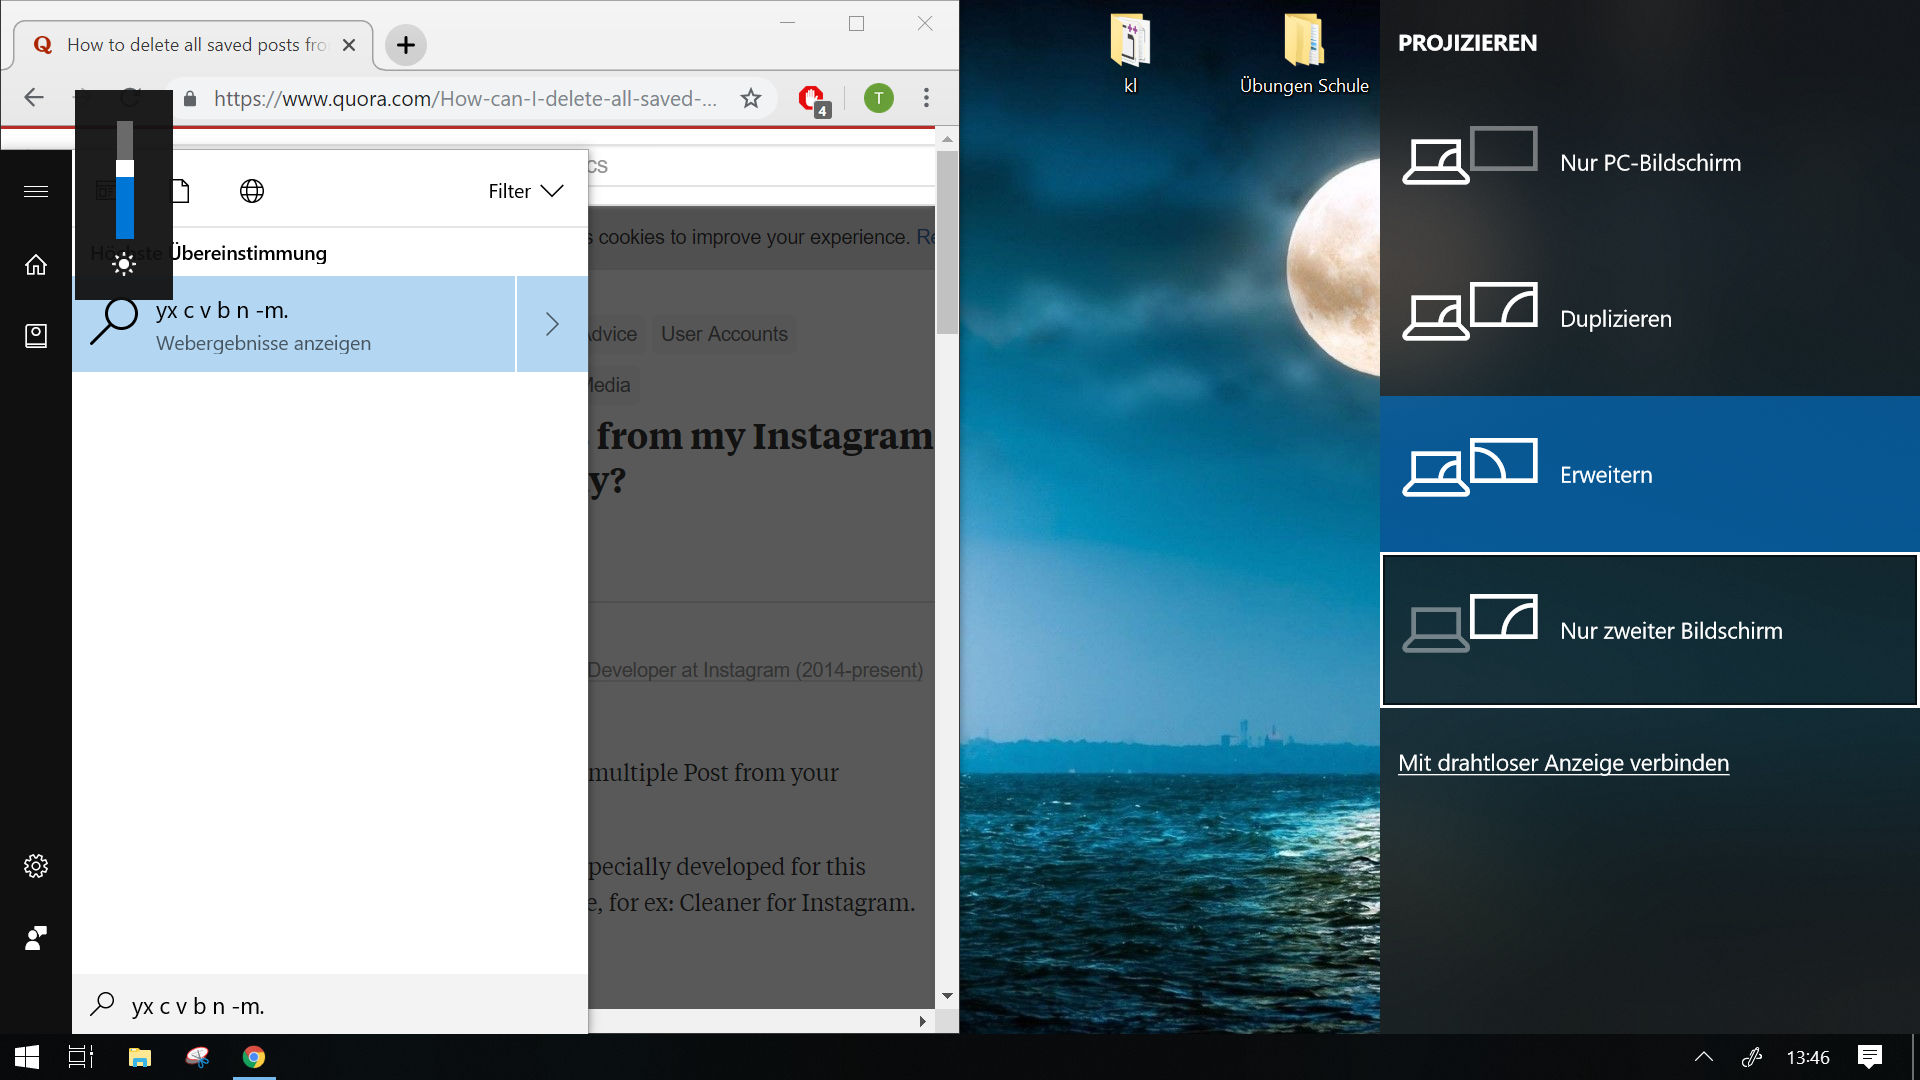 How to delete all saved posts fro
https://www.quora.com/How-can-I-delete-all-saved-...
4
T
cs
Filter
s cookies to improve your experience. Re
Höchste Übereinstimmung
yx c v b n -m.
Webergebnisse anzeigen
Advice
User Accounts
Media
from my Instagram
y?
Developer at Instagram (2014-present)
multiple Post from your
pecially developed for this
e, for ex: Cleaner for Instagram.
yx c v b n -m.
kl
Übungen Schule
PROJIZIEREN
Nur PC-Bildschirm
Duplizieren
Erweitern
Nur zweiter Bildschirm
Mit drahtloser Anzeige verbinden
13:46